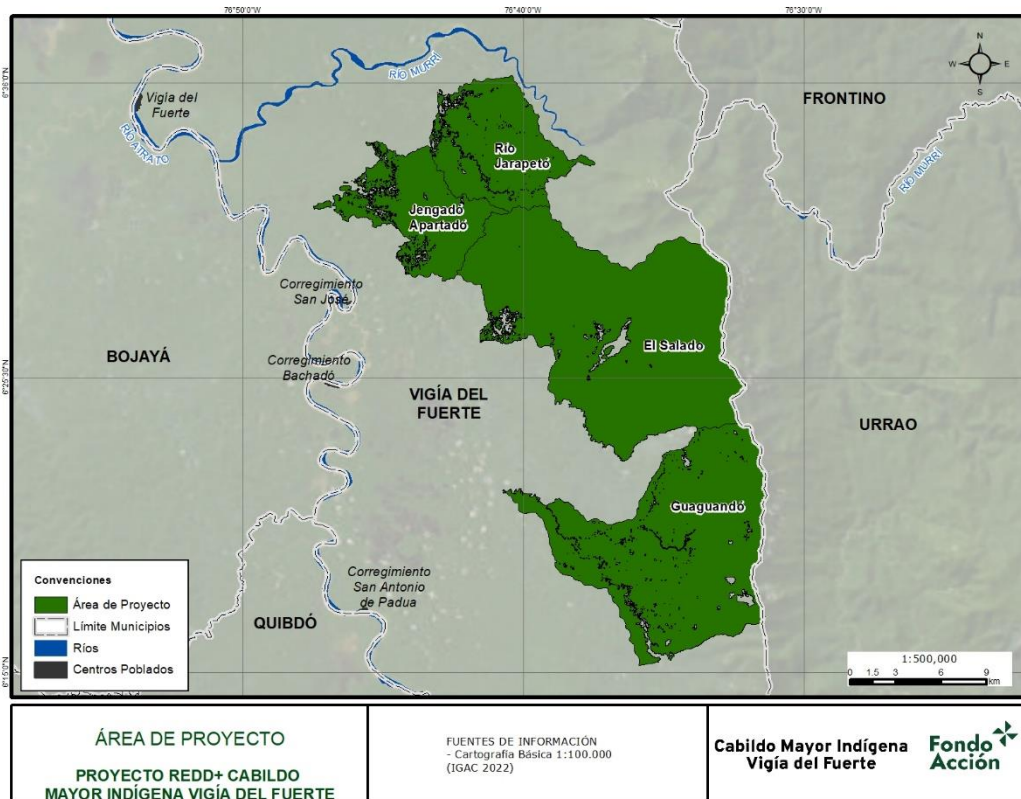 76°50'0"W
76°40'0"W
76°30'0"W
6°36'0"N
6°25'30"N
6°15'0"N
N
W
E
S
RÍO MURRÍ
Vigía del
Fuerte
RÍO ATRATO
FRONTINO
Río
Jarapetó
RÍO MURRÍ
Jengadó
Apartadó
Corregimiento
San José
El Salado
BOJAYÁ
Corregimiento
Bachadó
VIGÍA DEL
FUERTE
URRAO
Guaguandó
Corregimiento
San Antonio
de Padua
QUIBDÓ
Convenciones
Área de Proyecto
Límite Municipios
Ríos
Centros Poblados
1:500,000
0 1.5 3 6 9
km
ÁREA DE PROYECTO
PROYECTO REDD+ CABILDO
MAYOR INDÍGENA VIGÍA DEL FUERTE
FUENTES DE INFORMACIÓN
- Cartografía Básica 1:100.000
(IGAC 2022)
Cabildo Mayor Indígena
Vigía del Fuerte
Fondo
Acción